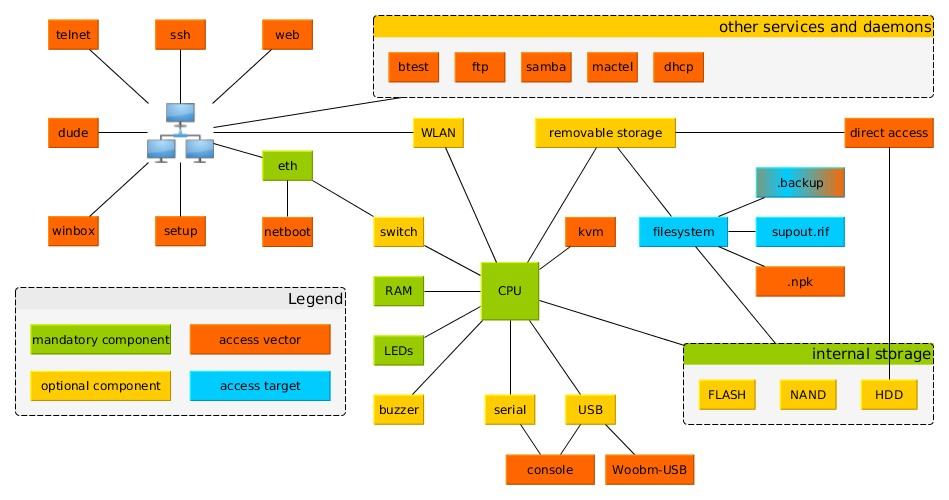 other services and daemons
telnet
ssh
web
btest
ftp
samba
mactel
dhcp
dude
WLAN
removable storage
direct access
eth
.backup
winbox
setup
netboot
switch
kvm
filesystem
supout.rif
.npk
RAM
CPU
Legend
mandatory component
access vector
optional component
access target
LEDs
internal storage
FLASH
NAND
HDD
buzzer
serial
USB
console
Woobm-USB